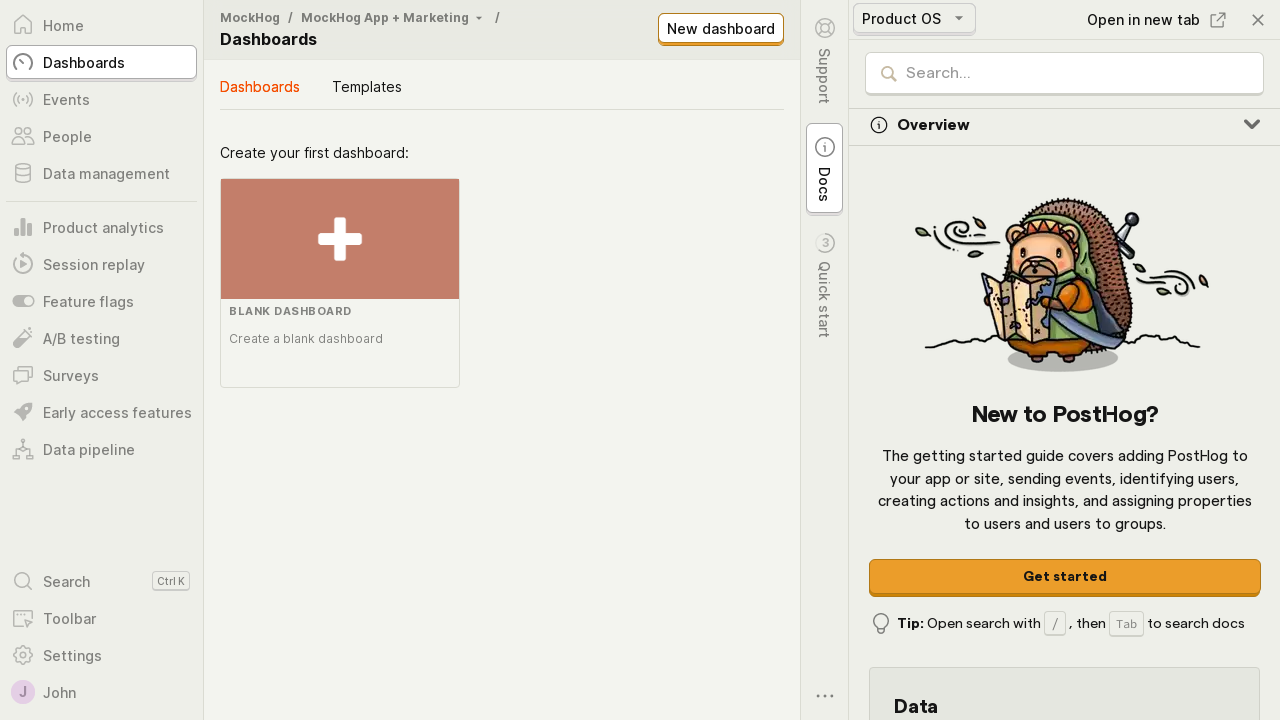 Home
Dashboards
Events
People
Data management
Product analytics
Session replay
Feature flags
A/B testing
Surveys
Early access features
Data pipeline
Search Ctrl K
Toolbar
Settings
J John
MockHog / MockHog App + Marketing /
Dashboards
New dashboard
Dashboards Templates
Create your first dashboard:
BLANK DASHBOARD
Create a blank dashboard
Support
Docs
3 Quick start
Product OS
Open in new tab
Search...
Overview
New to PostHog?
The getting started guide covers adding PostHog to
your app or site, sending events, identifying users,
creating actions and insights, and assigning properties
to users and users to groups.
Get started
Tip: Open search with / , then Tab to search docs
Data